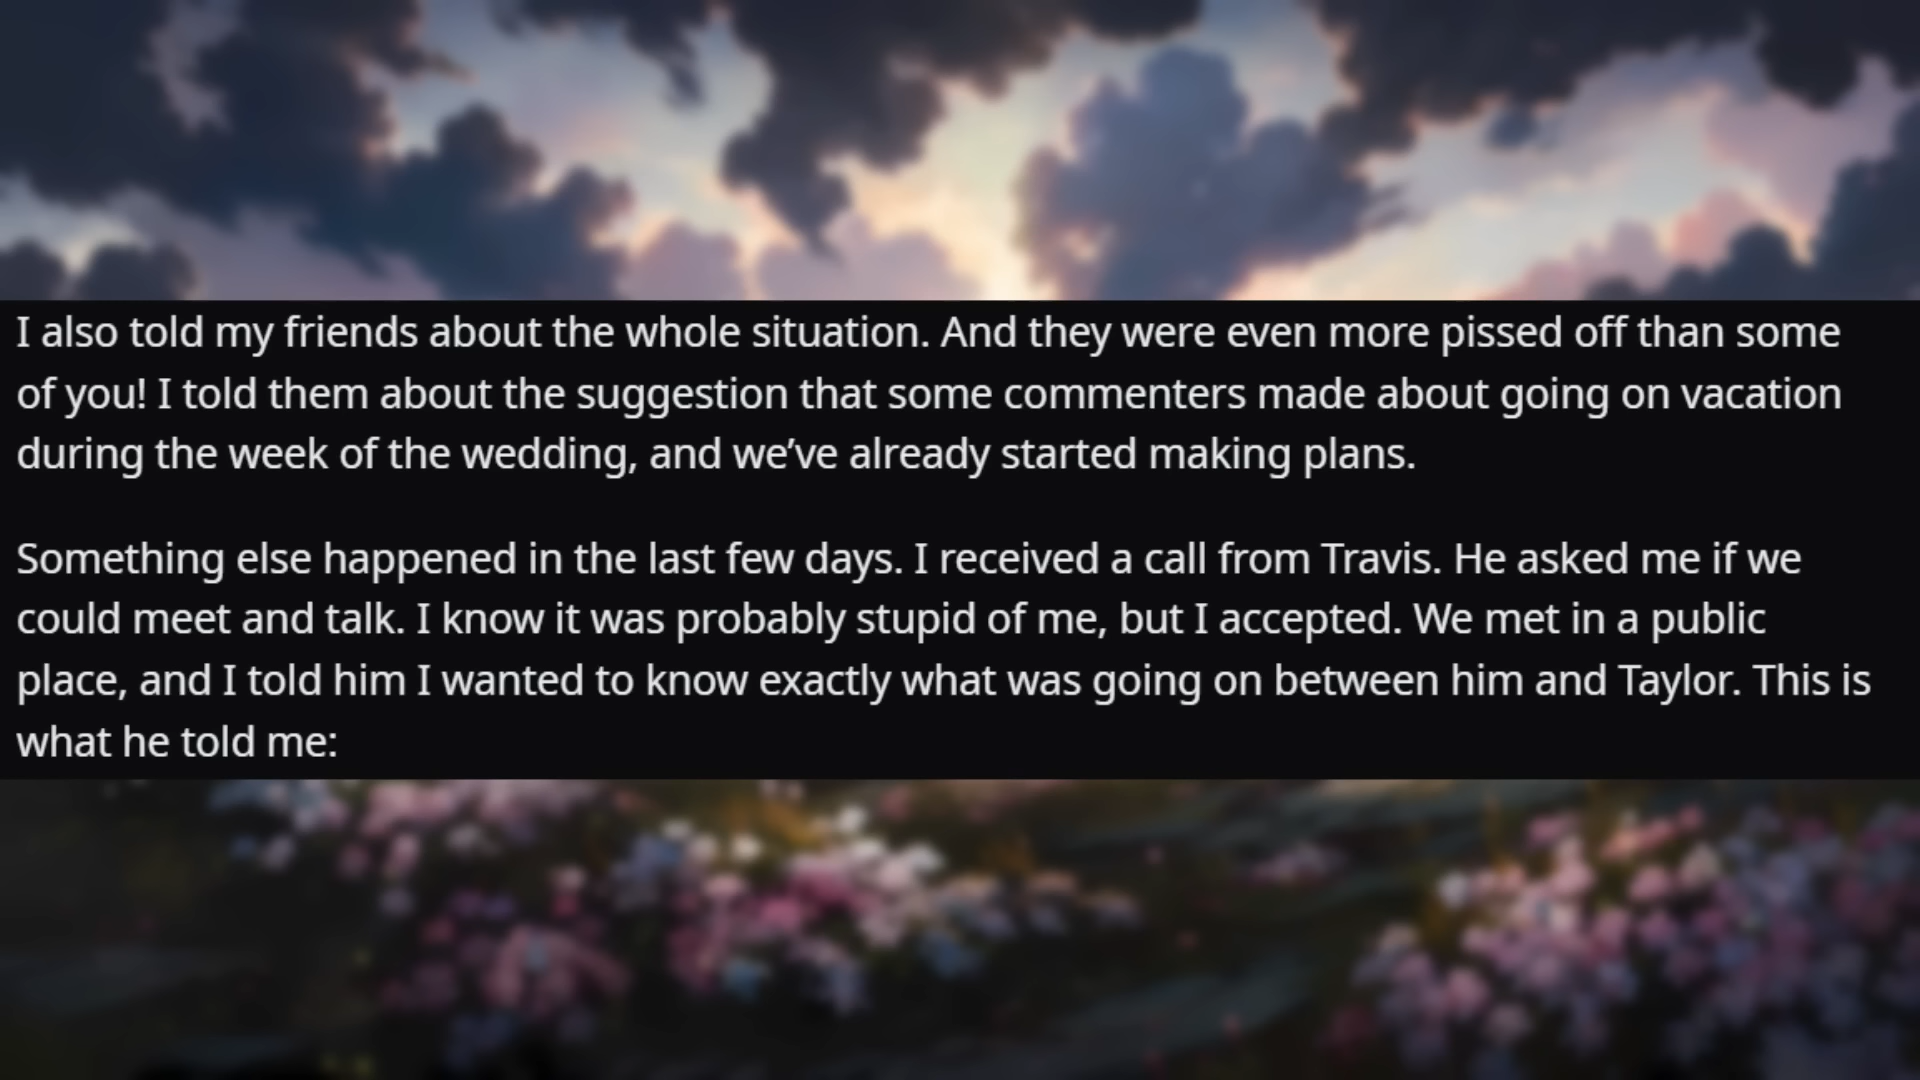 I also told my friends about the whole situation. And they were even more pissed off than some
of you! I told them about the suggestion that some commenters made about going on vacation
during the week of the wedding, and we’ve already started making plans.
Something else happened in the last few days. I received a call from Travis. He asked me if we
could meet and talk. I know it was probably stupid of me, but I accepted. We met in a public
place, and I told him I wanted to know exactly what was going on between him and Taylor. This is
what he told me: